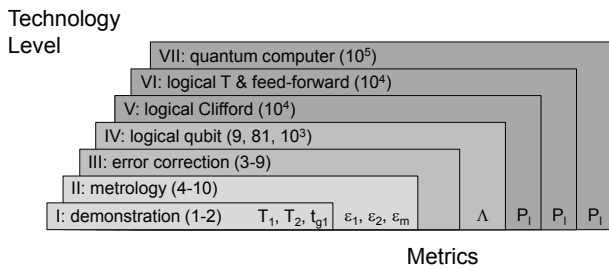 Technology
Level
VII: quantum computer (10⁵)
VI: logical T & feed-forward (10⁴)
V: logical Clifford (10⁴)
IV: logical qubit (9, 81, 10³)
III: error correction (3-9)
II: metrology (4-10)
I: demonstration (1-2) T₁, T₂, t_g1 ε₁, ε₂, ε_m Λ P_l P_l P_l
Metrics